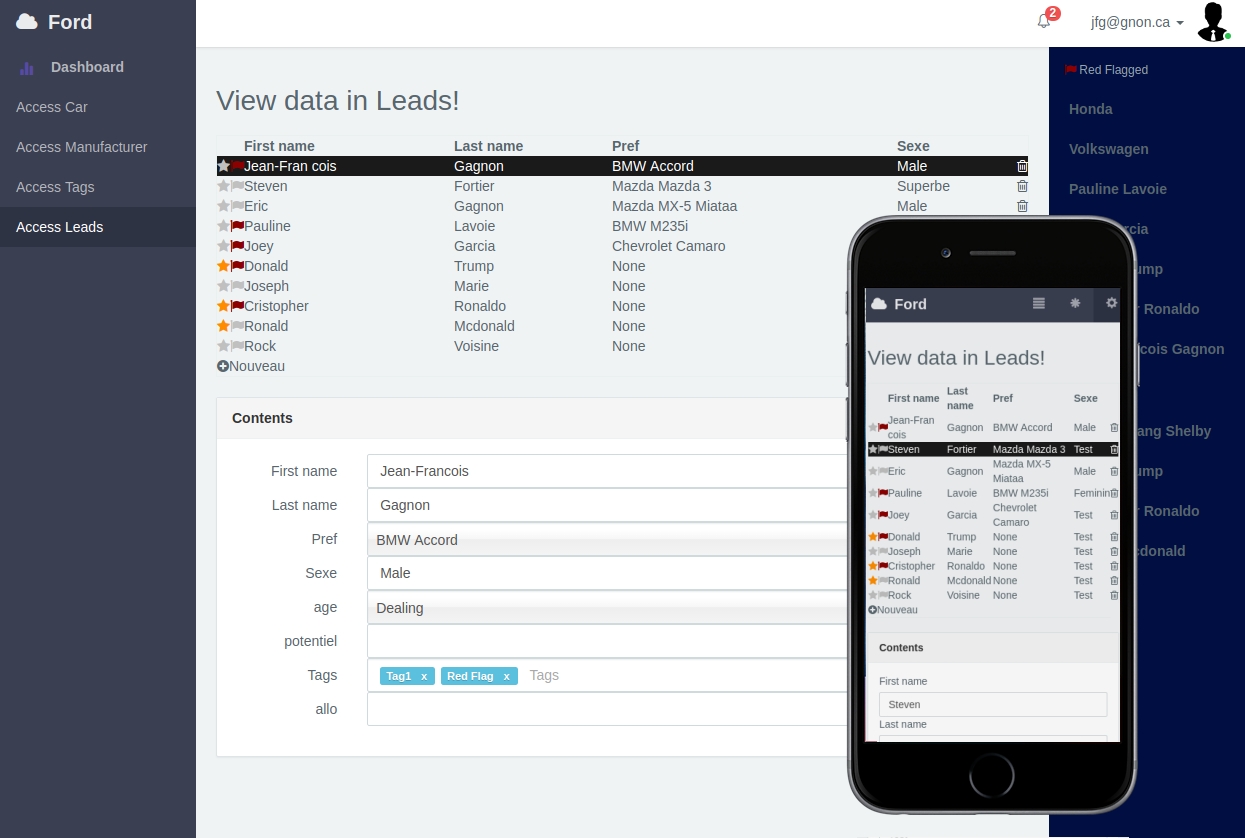 Ford
Dashboard
Access Car
Access Manufacturer
Access Tags
Access Leads
2
jfg@gnon.ca
View data in Leads!
First name Last name Pref Sexe
Jean-Fran cois Gagnon BMW Accord Male
Steven Fortier Mazda Mazda 3 Superbe
Eric Gagnon Mazda MX-5 Miataa Male
Pauline Lavoie BMW M235i
Joey Garcia Chevrolet Camaro
Donald Trump None
Joseph Marie None
Cristopher Ronaldo None
Ronald Mcdonald None
Rock Voisine None
Nouveau
Contents
First name Jean-Francois
Last name Gagnon
Pref BMW Accord
Sexe Male
age Dealing
potentiel
Tags Tag1 x Red Flag x Tags
allo
Red Flagged
Honda
Volkswagen
Pauline Lavoie
rcia
ump
r Ronaldo
cois Gagnon
ang Shelby
ump
r Ronaldo
cdonald
Ford
View data in Leads!
First name Last name Pref Sexe
Jean-Fran cois Gagnon BMW Accord Male
Steven Fortier Mazda Mazda 3 Test
Eric Gagnon Mazda MX-5 Miataa Male
Pauline Lavoie BMW M235i Feminin
Joey Garcia Chevrolet Camaro Test
Donald Trump None Test
Joseph Marie None Test
Cristopher Ronaldo None Test
Ronald Mcdonald None Test
Rock Voisine None Test
Nouveau
Contents
First name
Steven
Last name